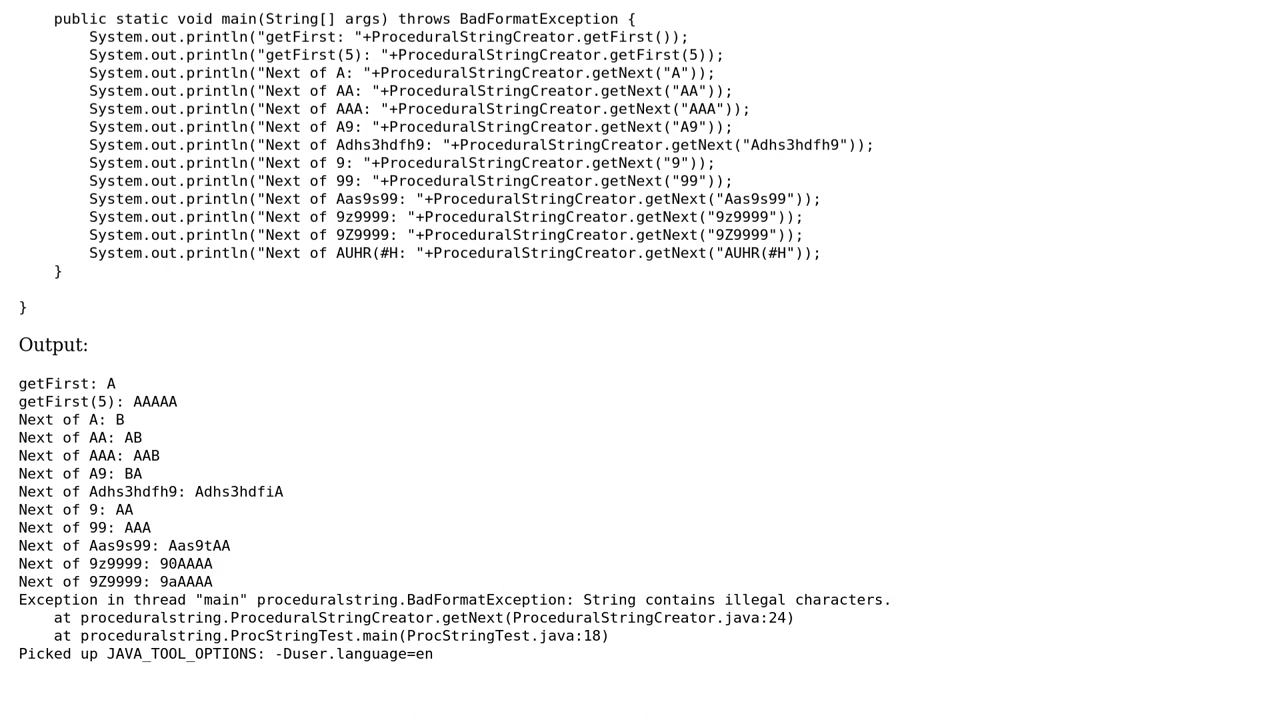 public static void main(String[] args) throws BadFormatException {
        System.out.println("getFirst: "+ProceduralStringCreator.getFirst());
        System.out.println("getFirst(5): "+ProceduralStringCreator.getFirst(5));
        System.out.println("Next of A: "+ProceduralStringCreator.getNext("A"));
        System.out.println("Next of AA: "+ProceduralStringCreator.getNext("AA"));
        System.out.println("Next of AAA: "+ProceduralStringCreator.getNext("AAA"));
        System.out.println("Next of A9: "+ProceduralStringCreator.getNext("A9"));
        System.out.println("Next of Adhs3hdfh9: "+ProceduralStringCreator.getNext("Adhs3hdfh9"));
        System.out.println("Next of 9: "+ProceduralStringCreator.getNext("9"));
        System.out.println("Next of 99: "+ProceduralStringCreator.getNext("99"));
        System.out.println("Next of Aas9s99: "+ProceduralStringCreator.getNext("Aas9s99"));
        System.out.println("Next of 9z9999: "+ProceduralStringCreator.getNext("9z9999"));
        System.out.println("Next of 9Z9999: "+ProceduralStringCreator.getNext("9Z9999"));
        System.out.println("Next of AUHR(#H: "+ProceduralStringCreator.getNext("AUHR(#H"));
    }
}
Output:
getFirst: A
getFirst(5): AAAAA
Next of A: B
Next of AA: AB
Next of AAA: AAB
Next of A9: BA
Next of Adhs3hdfh9: Adhs3hdfiA
Next of 9: AA
Next of 99: AAA
Next of Aas9s99: Aas9tAA
Next of 9z9999: 90AAAA
Next of 9Z9999: 9aAAAA
Exception in thread "main" proceduralstring.BadFormatException: String contains illegal characters.
    at proceduralstring.ProceduralStringCreator.getNext(ProceduralStringCreator.java:24)
    at proceduralstring.ProcStringTest.main(ProcStringTest.java:18)
Picked up JAVA_TOOL_OPTIONS: -Duser.language=en